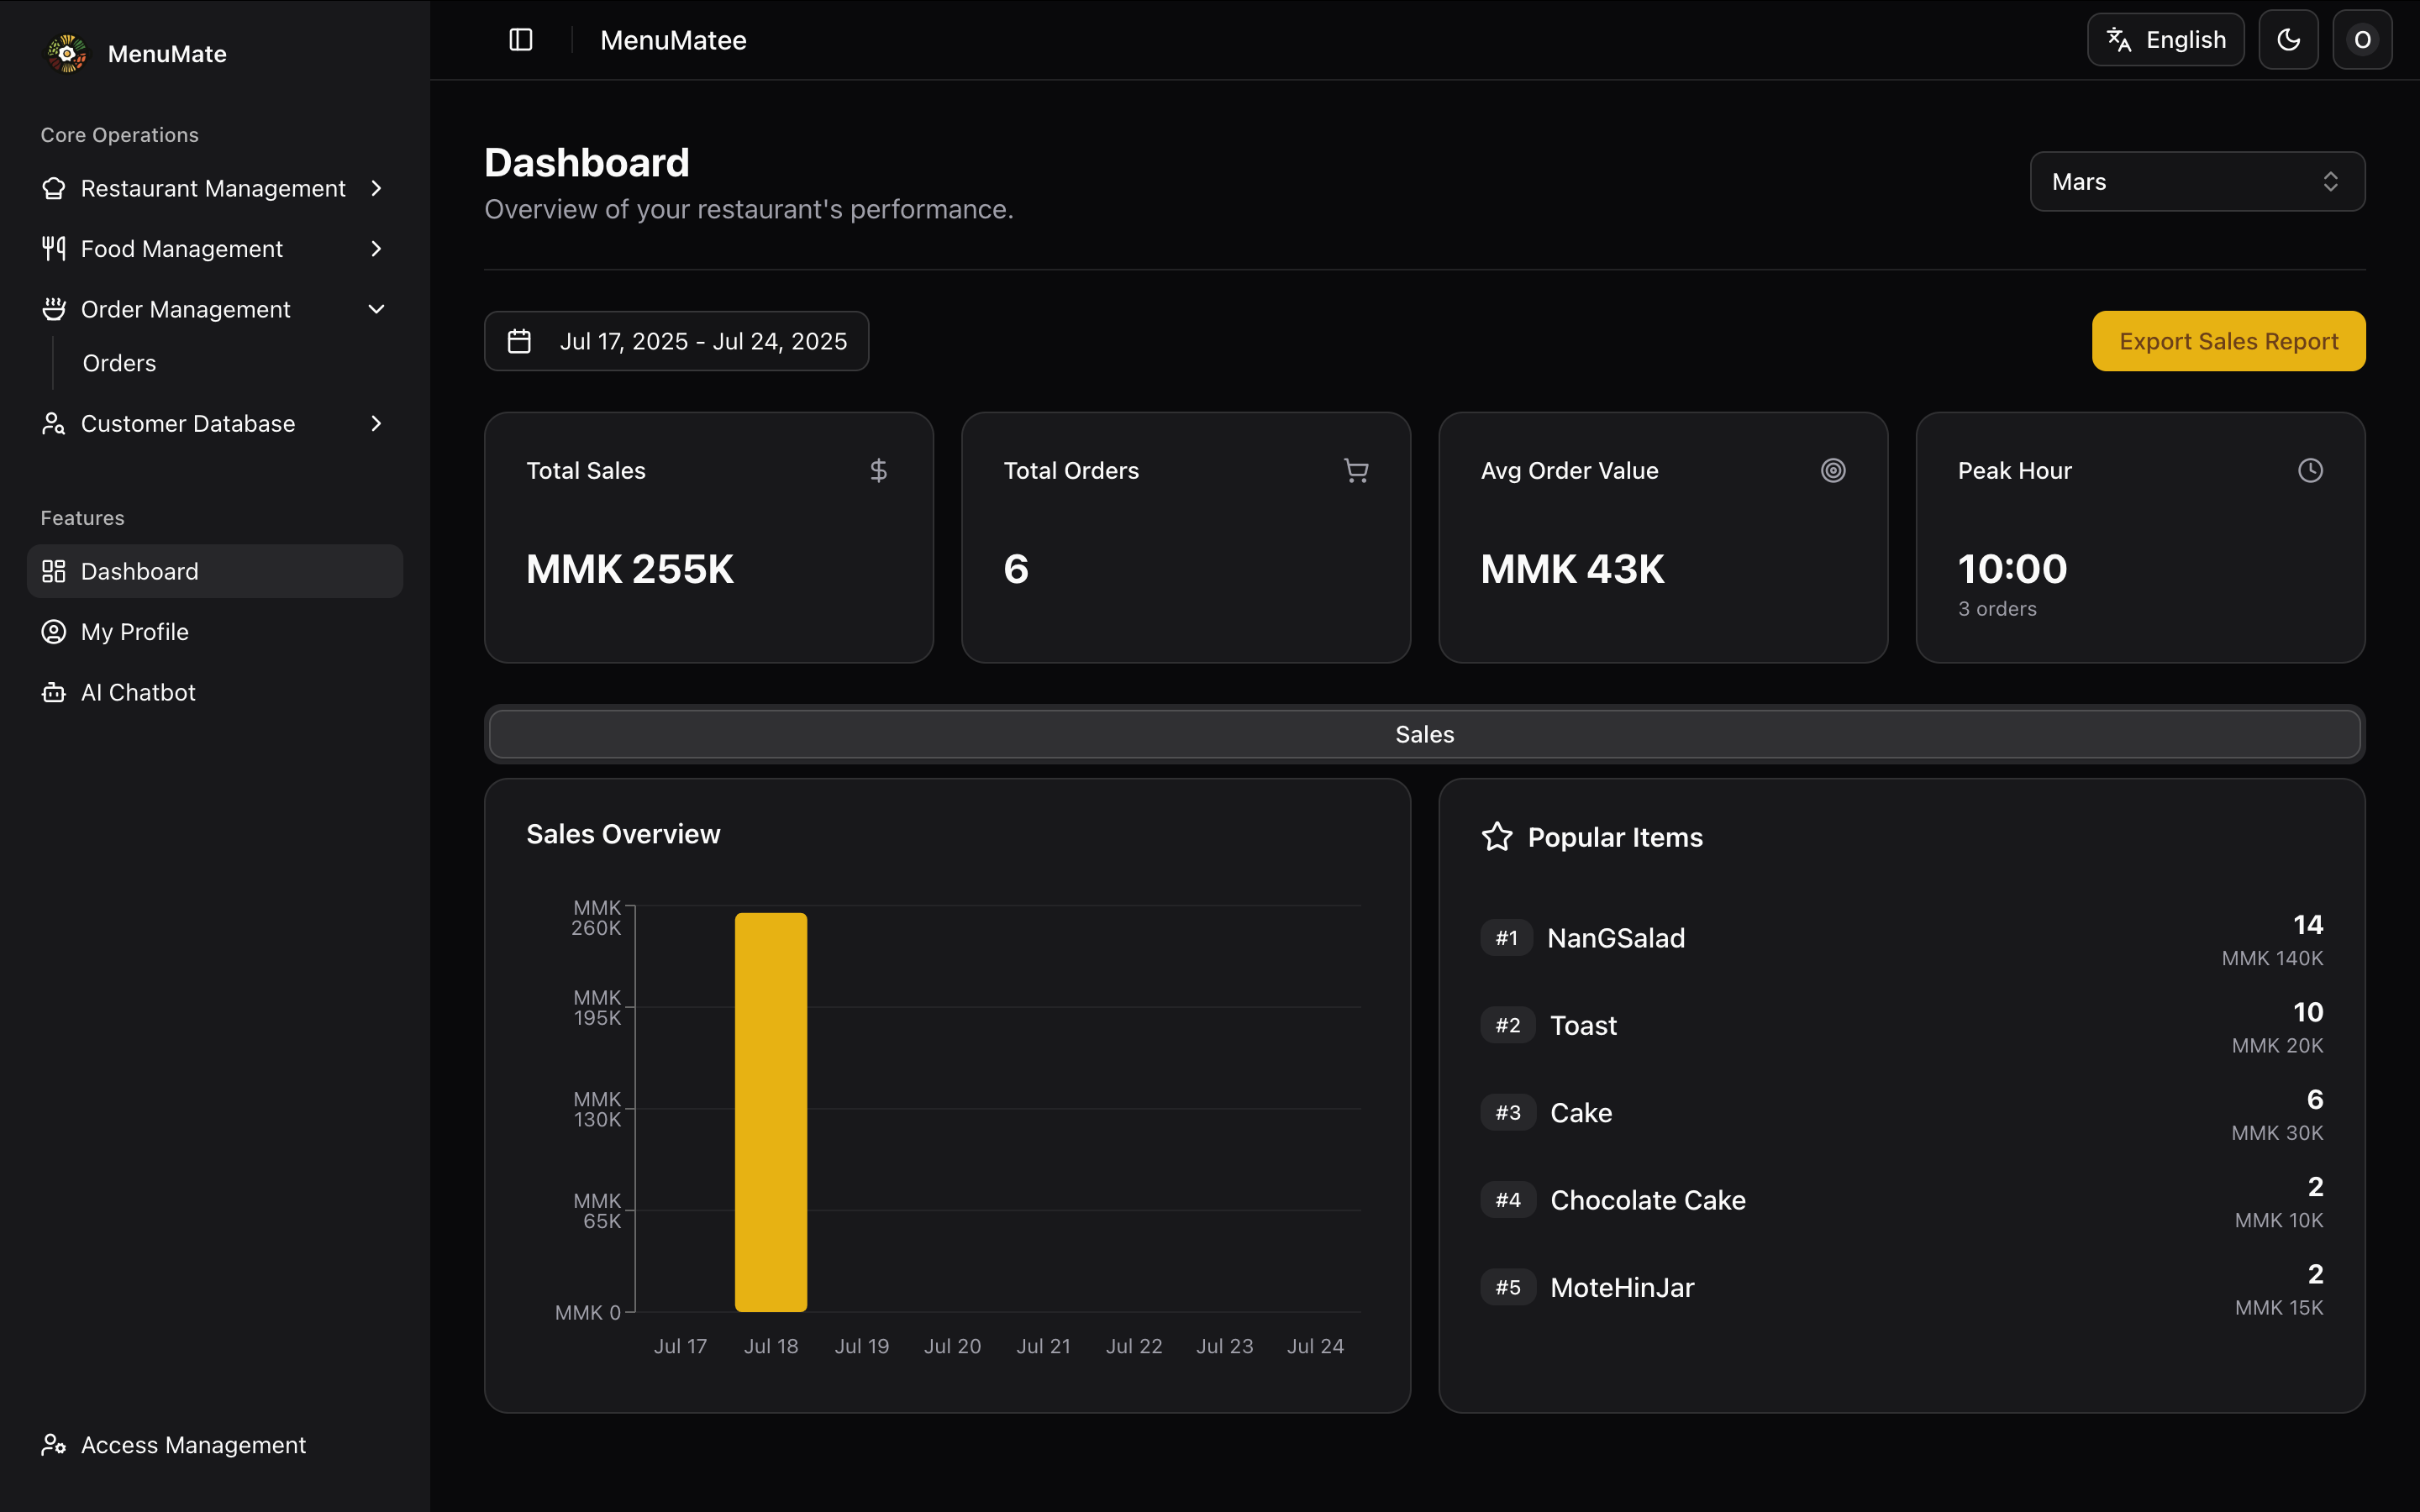 MenuMate
Core Operations
Restaurant Management
Food Management
Order Management
Orders
Customer Database
Features
Dashboard
My Profile
AI Chatbot
Access Management
MenuMatee
English
O
Dashboard
Overview of your restaurant's performance.
Mars
Jul 17, 2025 - Jul 24, 2025
Export Sales Report
Total Sales
MMK 255K
Total Orders
6
Avg Order Value
MMK 43K
Peak Hour
10:00
3 orders
Sales
Sales Overview
MMK
260K
MMK
195K
MMK
130K
MMK
65K
MMK 0
Jul 17 Jul 18 Jul 19 Jul 20 Jul 21 Jul 22 Jul 23 Jul 24
Popular Items
#1 NanGSalad 14
MMK 140K
#2 Toast 10
MMK 20K
#3 Cake 6
MMK 30K
#4 Chocolate Cake 2
MMK 10K
#5 MoteHinJar 2
MMK 15K